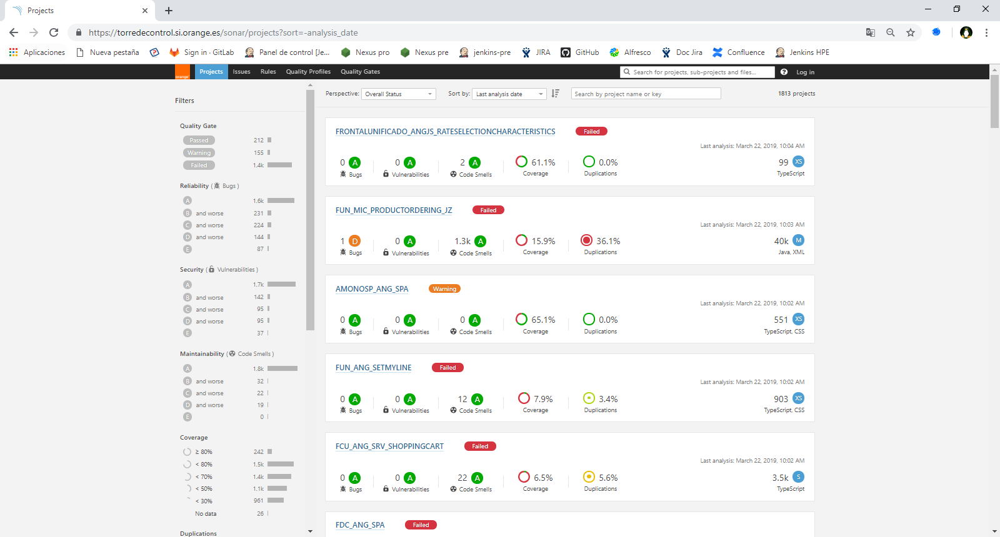 Projects
https://torredecontrol.si.orange.es/sonar/projects?sort=-analysis_date
Aplicaciones Nueva pestaña Sign in · GitLab Panel de control [Je... Nexus pro Nexus pre jenkins-pre JIRA GitHub Alfresco Doc Jira Confluence Jenkins HPE
orange Projects Issues Rules Quality Profiles Quality Gates Search for projects, sub-projects and files... ? Log in
Filters
Quality Gate
Passed 212
Warning 155
Failed 1.4k
Reliability ( Bugs )
A 1.6k
B and worse 231
C and worse 224
D and worse 144
E 87
Security ( Vulnerabilities )
A 1.7k
B and worse 142
C and worse 95
D and worse 95
E 37
Maintainability ( Code Smells )
A 1.8k
B and worse 32
C and worse 22
D and worse 19
E 0
Coverage
≥ 80% 242
< 80% 1.5k
< 70% 1.4k
< 50% 1.1k
< 30% 961
No data 26
Duplications
Perspective: Overall Status Sort by: Last analysis date Search by project name or key 1813 projects
FRONTALUNIFICADO_ANGJS_RATESELECTIONCHARACTERISTICS Failed
Last analysis: March 22, 2019, 10:04 AM
0 A 0 A 2 A 61.1% 0.0% 99 XS
Bugs Vulnerabilities Code Smells Coverage Duplications TypeScript
FUN_MIC_PRODUCTORDERING_JZ Failed
Last analysis: March 22, 2019, 10:03 AM
1 D 0 A 1.3k A 15.9% 36.1% 40k M
Bugs Vulnerabilities Code Smells Coverage Duplications Java, XML
AMONOSP_ANG_SPA Warning
Last analysis: March 22, 2019, 10:02 AM
0 A 0 A 0 A 65.1% 0.0% 551 XS
Bugs Vulnerabilities Code Smells Coverage Duplications TypeScript, CSS
FUN_ANG_SETMYLINE Failed
Last analysis: March 22, 2019, 10:02 AM
0 A 0 A 12 A 7.9% 3.4% 903 XS
Bugs Vulnerabilities Code Smells Coverage Duplications TypeScript, CSS
FCU_ANG_SRV_SHOPPINGCART Failed
Last analysis: March 22, 2019, 10:02 AM
0 A 0 A 22 A 6.5% 5.6% 3.5k S
Bugs Vulnerabilities Code Smells Coverage Duplications TypeScript
FDC_ANG_SPA Failed